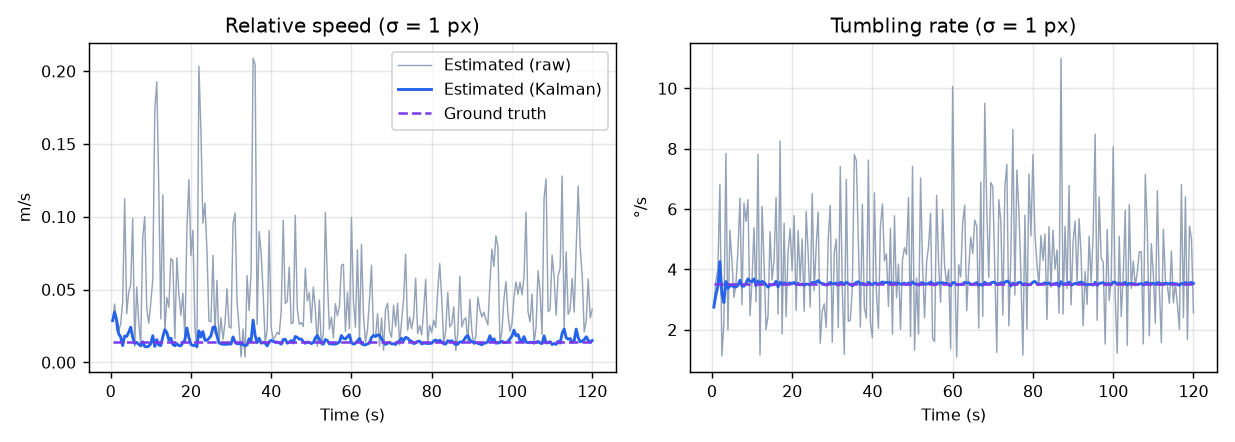 Relative speed (σ = 1 px)
0.20
0.15
0.10
0.05
0.00
m/s
Estimated (raw)
Estimated (Kalman)
Ground truth
0 20 40 60 80 100 120
Time (s)
Tumbling rate (σ = 1 px)
10
8
6
4
2
°/s
0 20 40 60 80 100 120
Time (s)